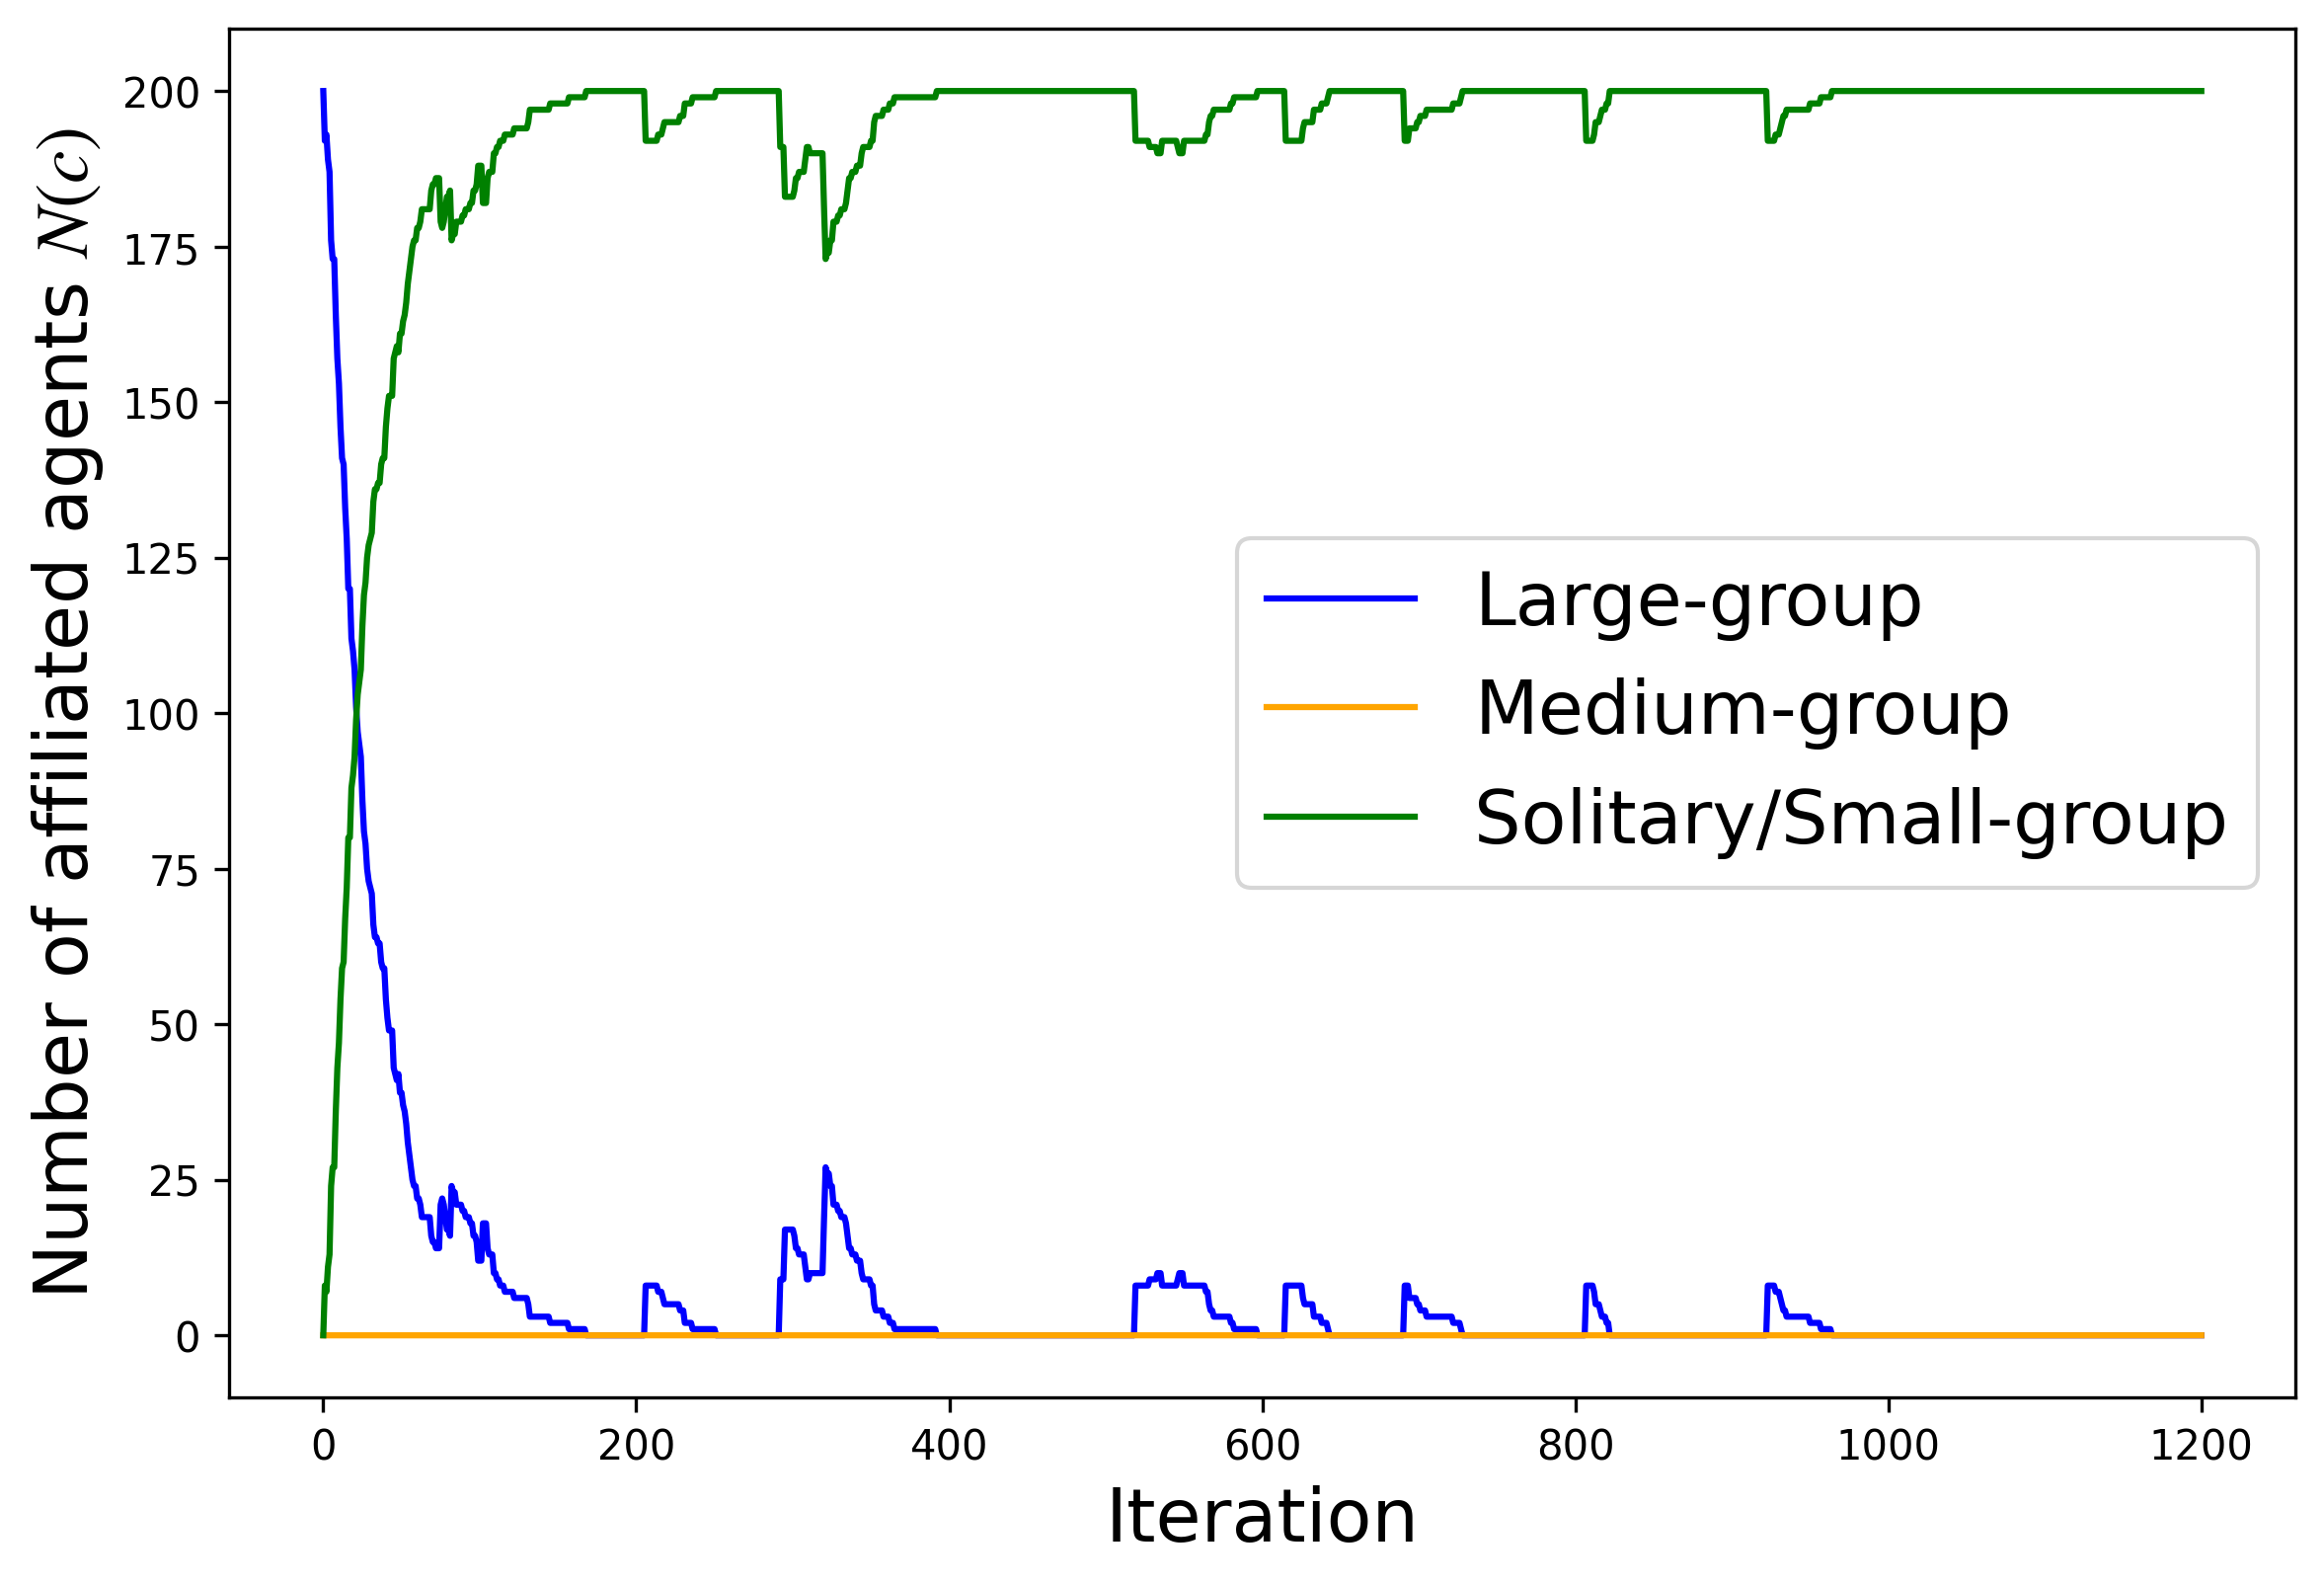 Number of affiliated agents N(c)
200
175
150
125
100
75
50
25
0
Large-group
Medium-group
Solitary/Small-group
0 200 400 600 800 1000 1200
Iteration